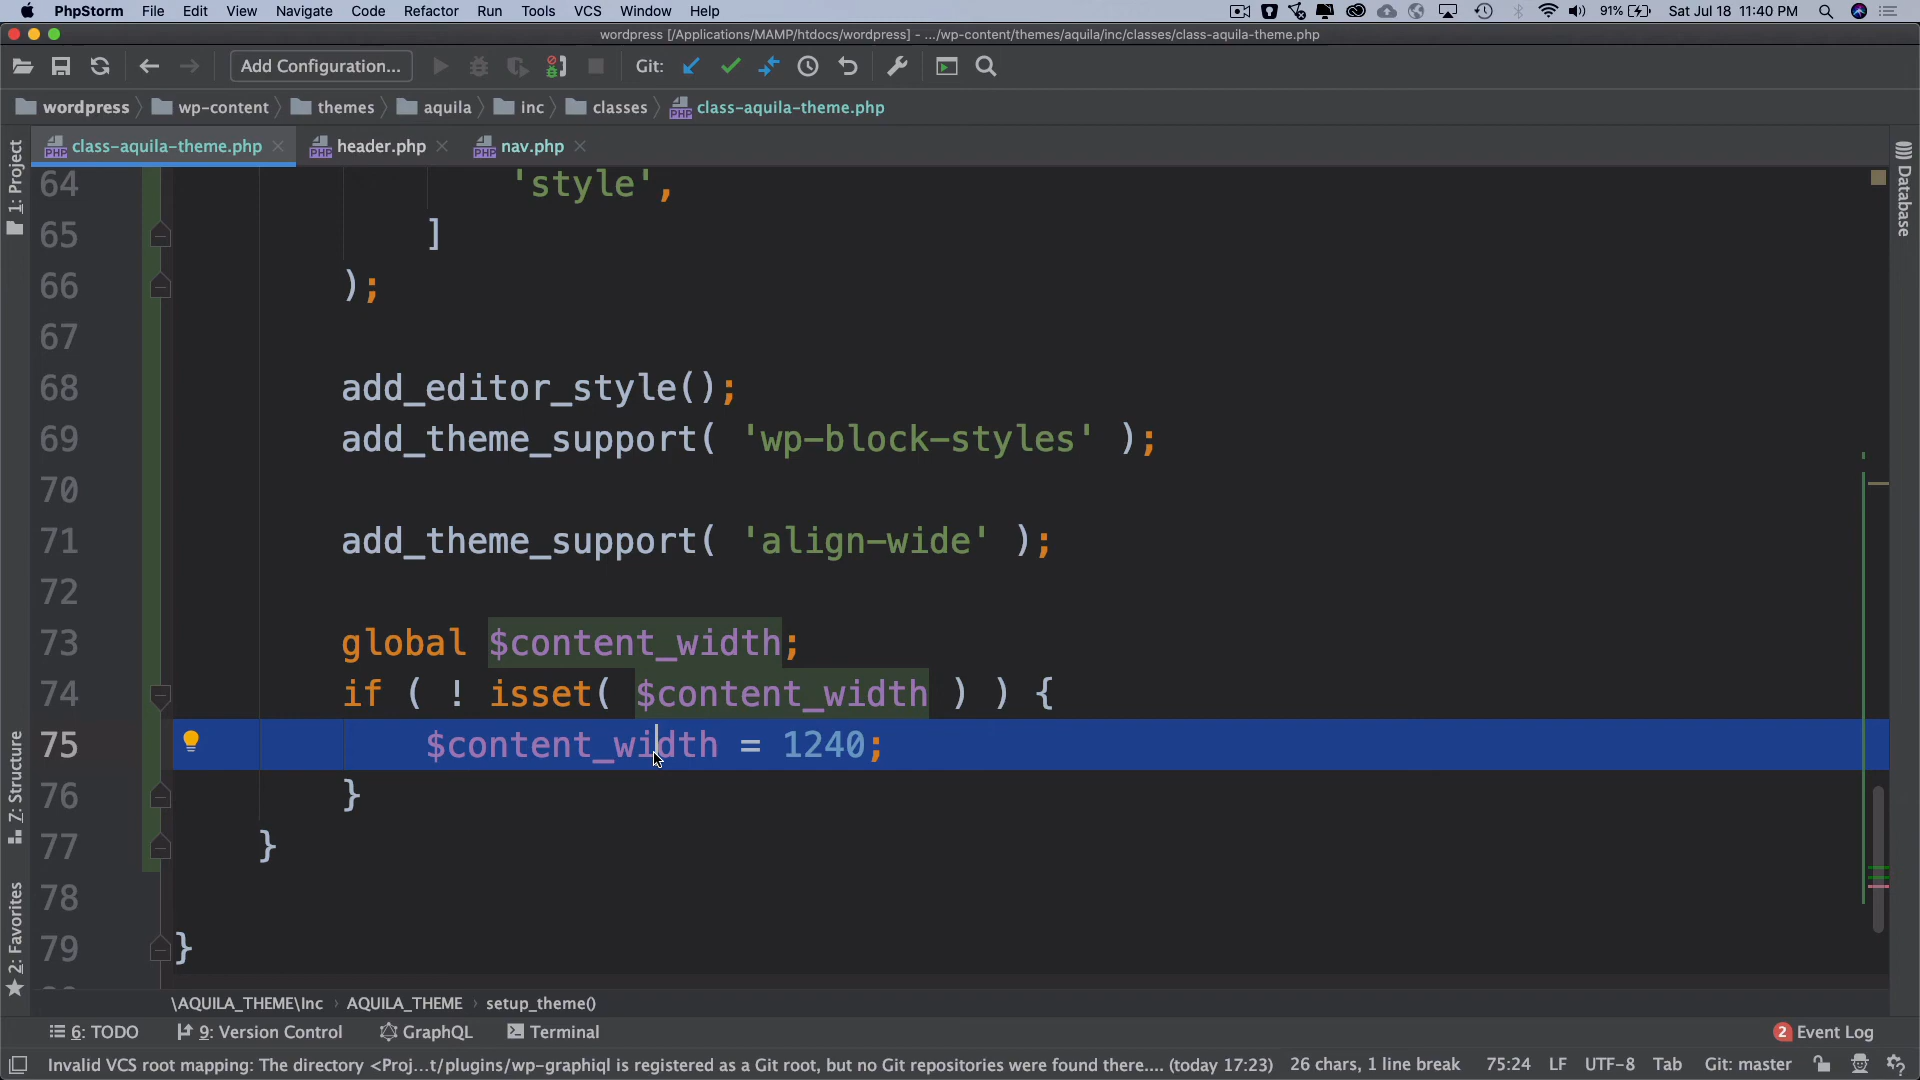 PhpStorm File Edit View Navigate Code Refactor Run Tools VCS Window Help 91% Sat Jul 18 11:40 PM
wordpress [/Applications/MAMP/htdocs/wordpress] - .../wp-content/themes/aquila/inc/classes/class-aquila-theme.php
Add Configuration... Git:
wordpress wp-content themes aquila inc classes class-aquila-theme.php
class-aquila-theme.php header.php nav.php
1: Project
Z: Structure
2: Favorites
Database
64 'style',
65 ]
66 );
67
68 add_editor_style();
69 add_theme_support( 'wp-block-styles' );
70
71 add_theme_support( 'align-wide' );
72
73 global $content_width;
74 if ( ! isset( $content_width ) ) {
75 $content_width = 1240;
76 }
77 }
78
79 }
\AQUILA_THEME\Inc AQUILA_THEME setup_theme()
6: TODO 9: Version Control GraphQL Terminal 2 Event Log
Invalid VCS root mapping: The directory <Proj...t/plugins/wp-graphiql is registered as a Git root, but no Git repositories were found there.... (today 17:23) 26 chars, 1 line break 75:24 LF UTF-8 Tab Git: master